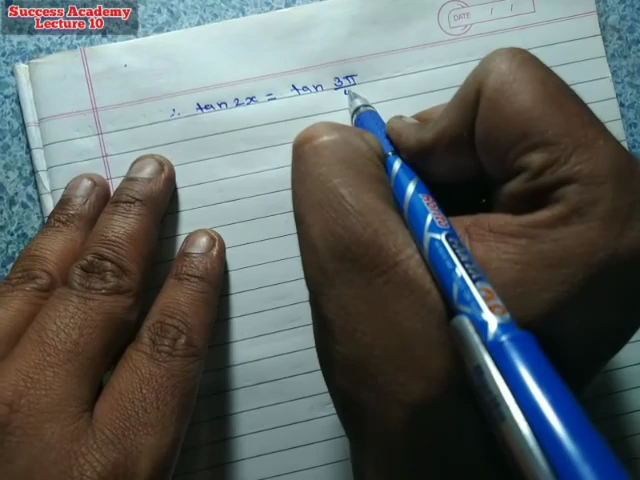 Success Academy
Lecture 10
DATE / /
∴ tan 2x = tan 3π/4